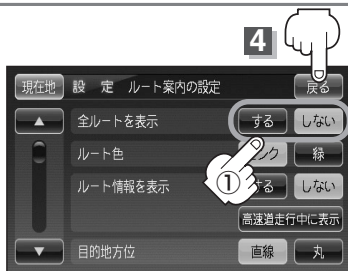 4
現在地 設 定 ルート案内の設定 戻る
全ルートを表示 する しない
ルート色 ンク 緑
ルート情報を表示 ① する しない
高速道走行中に表示
目的地方位 直線 丸